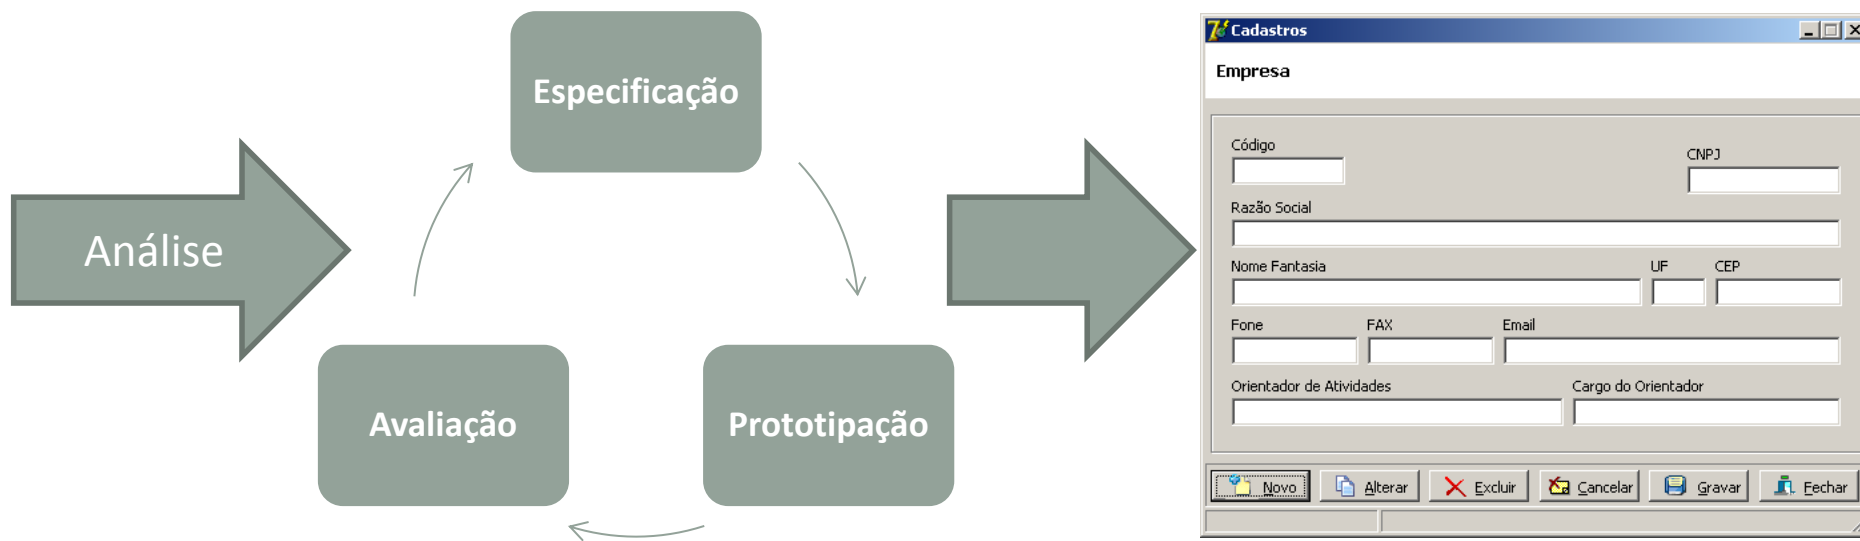 Análise
Especificação
Prototipação
Avaliação
Cadastros
Empresa
Código
CNPJ
Razão Social
Nome Fantasia UF CEP
Fone FAX Email
Orientador de Atividades Cargo do Orientador
Novo Alterar Excluir Cancelar Gravar Fechar